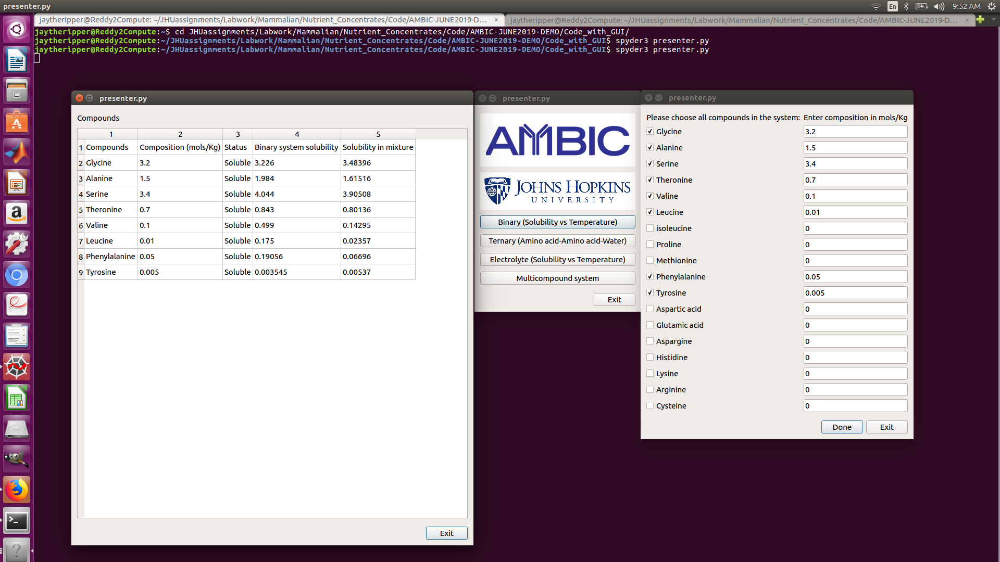 presenter.py
En
9:52 AM
jaytheripper@Reddy2Compute: ~/JHUassignments/Labwork/Mammalian/Nutrient_Concentrates/Code/AMBIC-JUNE2019-D... ×
jaytheripper@Reddy2Compute: ~/JHUassignments/Labwork/Mammalian/Nutrient_Concentrates/Code/AMBIC-JUNE2019-D... ×
jaytheripper@Reddy2Compute:~$ cd JHUassignments/Labwork/Mammalian/Nutrient_Concentrates/Code/AMBIC-JUNE2019-DEMO/Code_with_GUI/
jaytheripper@Reddy2Compute:~/JHUassignments/Labwork/Mammalian/Nutrient_Concentrates/Code/AMBIC-JUNE2019-DEMO/Code_with_GUI$ spyder3 presenter.py
jaytheripper@Reddy2Compute:~/JHUassignments/Labwork/Mammalian/Nutrient_Concentrates/Code/AMBIC-JUNE2019-DEMO/Code_with_GUI$ spyder3 presenter.py
presenter.py
Compounds
1 2 3 4 5
1 Compounds Composition (mols/Kg) Status Binary system solubility Solubility in mixture
2 Glycine 3.2 Soluble 3.226 3.48396
3 Alanine 1.5 Soluble 1.984 1.61516
4 Serine 3.4 Soluble 4.044 3.90508
5 Theronine 0.7 Soluble 0.843 0.80136
6 Valine 0.1 Soluble 0.499 0.14295
7 Leucine 0.01 Soluble 0.175 0.02357
8 Phenylalanine 0.05 Soluble 0.19056 0.06696
9 Tyrosine 0.005 Soluble 0.003545 0.00537
Exit
presenter.py
AMBIC
JOHNS HOPKINS
UNIVERSITY
Binary (Solubility vs Temperature)
Ternary (Amino acid-Amino acid-Water)
Electrolyte (Solubility vs Temperature)
Multicompound system
Exit
presenter.py
Please choose all compounds in the system: Enter composition in mols/Kg
Glycine 3.2
Alanine 1.5
Serine 3.4
Theronine 0.7
Valine 0.1
Leucine 0.01
isoleucine 0
Proline 0
Methionine 0
Phenylalanine 0.05
Tyrosine 0.005
Aspartic acid 0
Glutamic acid 0
Aspargine 0
Histidine 0
Lysine 0
Arginine 0
Cysteine 0
Done Exit